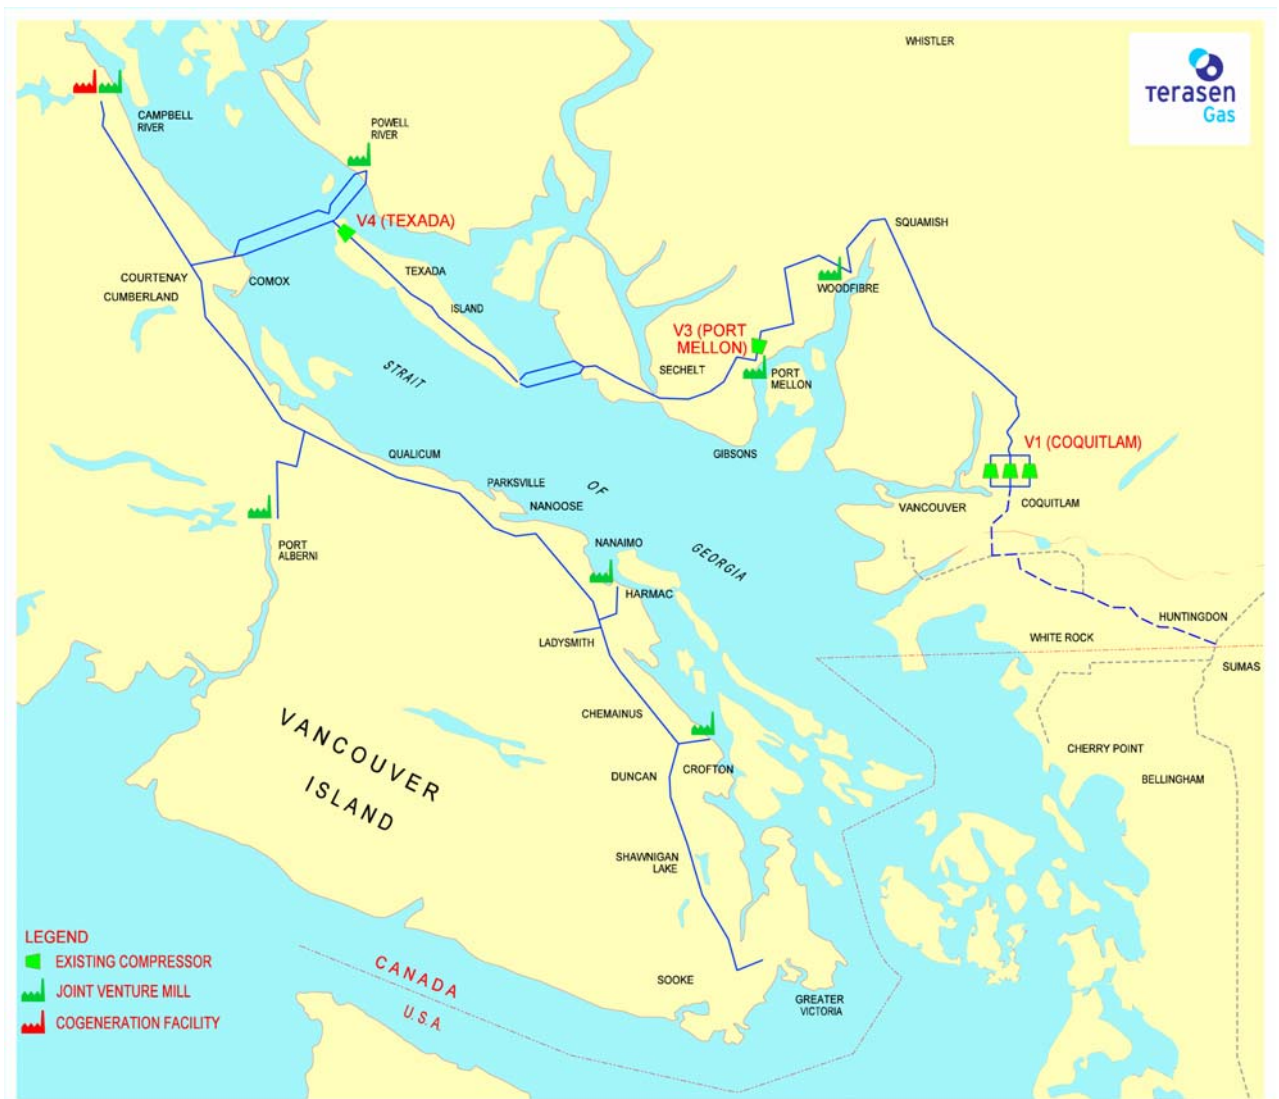 WHISTLER
Terasen
Gas
CAMPBELL
RIVER
POWELL
RIVER
V4 (TEXADA)
SQUAMISH
COURTENAY
CUMBERLAND
COMOX
TEXADA
ISLAND
WOODFIBRE
V3 (PORT
MELLON)
SECHELT
PORT
MELLON
STRAIT
OF
GEORGIA
V1 (COQUITLAM)
QUALICUM
GIBSONS
PARKSVILLE
NANOOSE
VANCOUVER
COQUITLAM
PORT
ALBERNI
NANAIMO
HARMAC
LADYSMITH
HUNTINGDON
WHITE ROCK
SUMAS
VANCOUVER
ISLAND
CHEMAINUS
CROFTON
DUNCAN
CHERRY POINT
BELLINGHAM
SHAWNIGAN
LAKE
SOOKE
GREATER
VICTORIA
CANADA
U.S.A.
LEGEND
EXISTING COMPRESSOR
JOINT VENTURE MILL
COGENERATION FACILITY